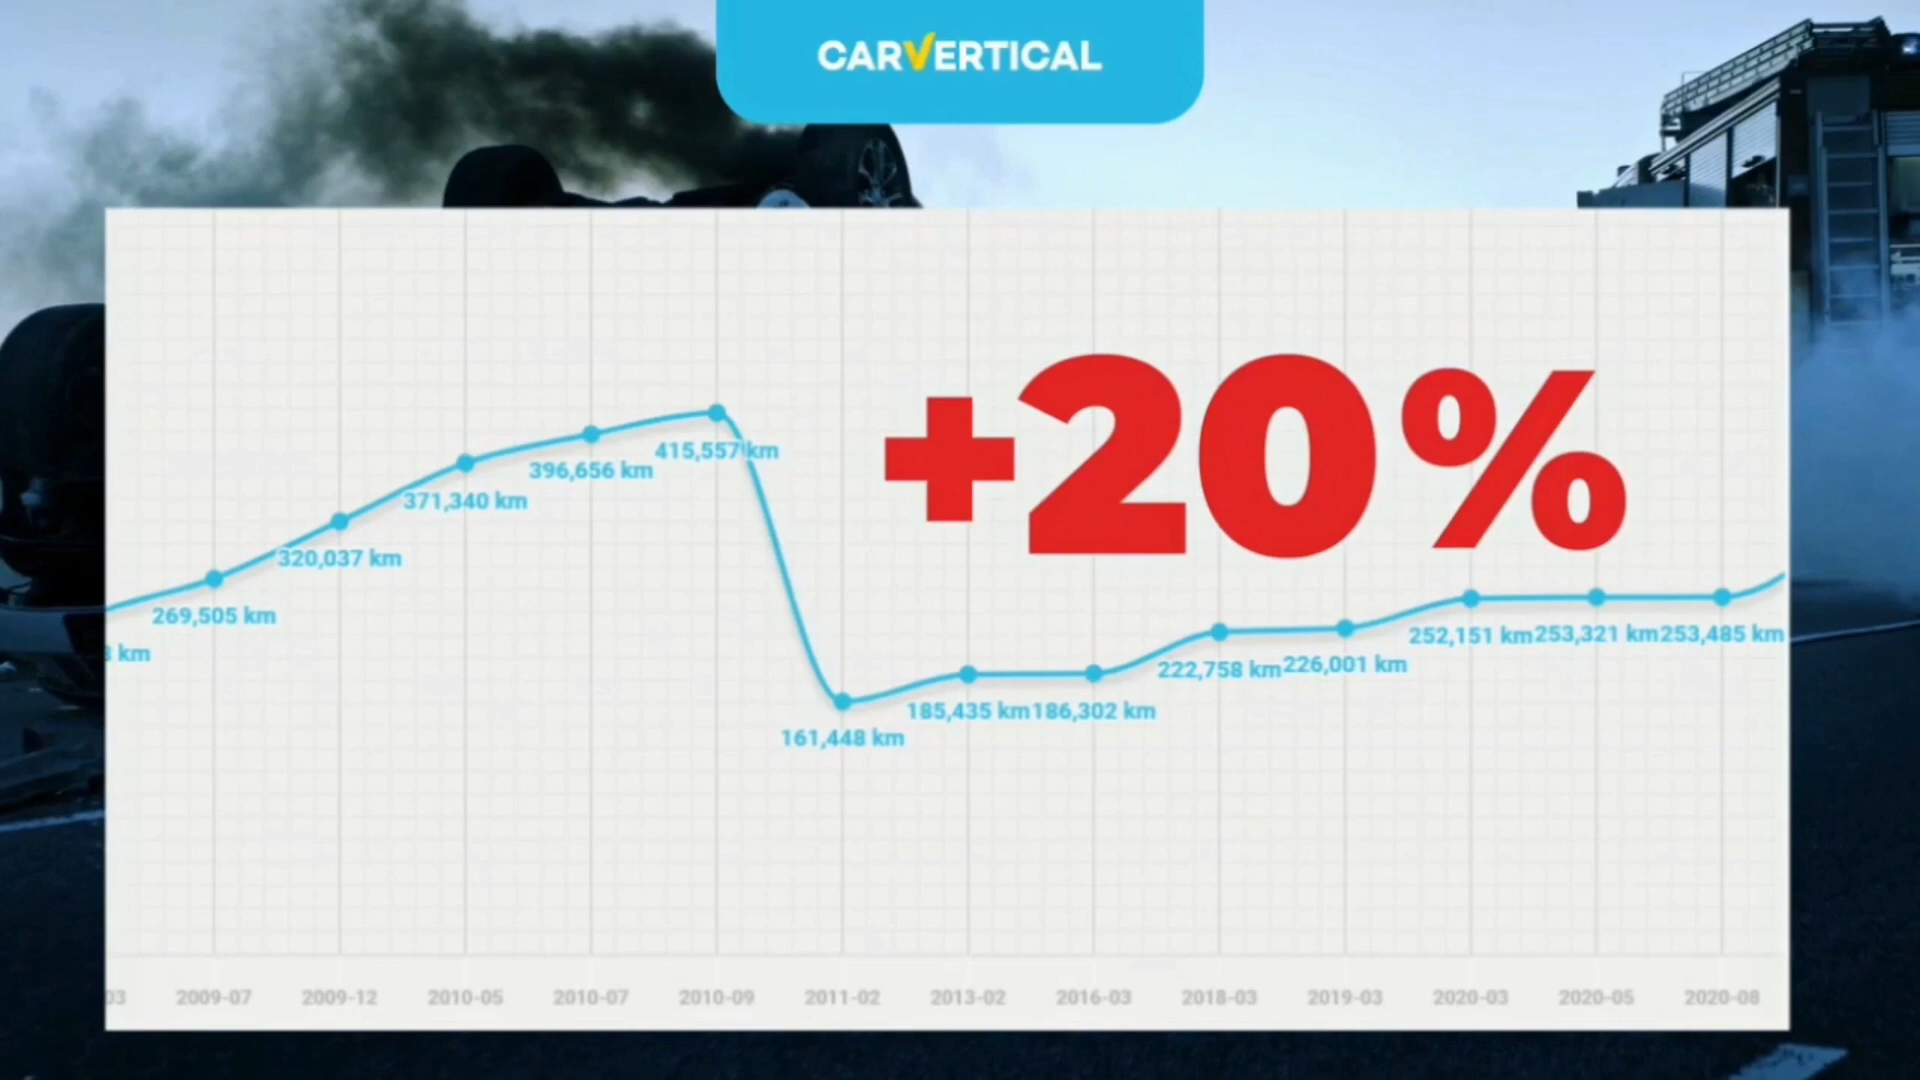 CARVERTICAL
+20%
415,557 km
396,656 km
371,340 km
320,037 km
269,505 km
km
252,151 km 253,321 km 253,485 km
222,758 km 226,001 km
185,435 km 186,302 km
161,448 km
03 2009-07 2009-12 2010-05 2010-07 2010-09 2011-02 2013-02 2016-03 2018-03 2019-03 2020-03 2020-05 2020-08